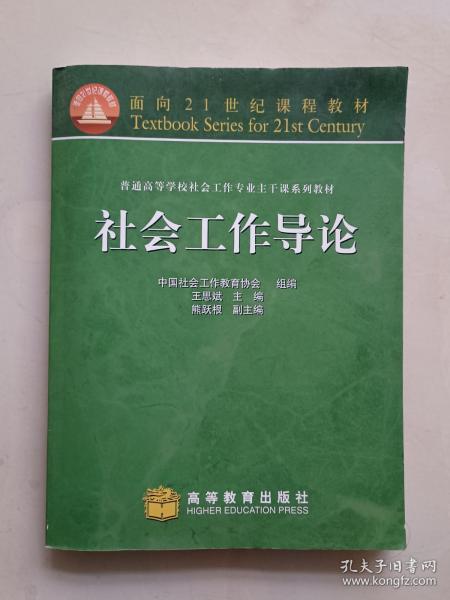 面向21世纪课程教材
Textbook Series for 21st Century
普通高等学校社会工作专业主干课系列教材
社会工作导论
中国社会工作教育协会 组编
王思斌 主 编
熊跃根 副主编
高等教育出版社
HIGHER EDUCATION PRESS
孔夫子旧书网
www.kongfz.com